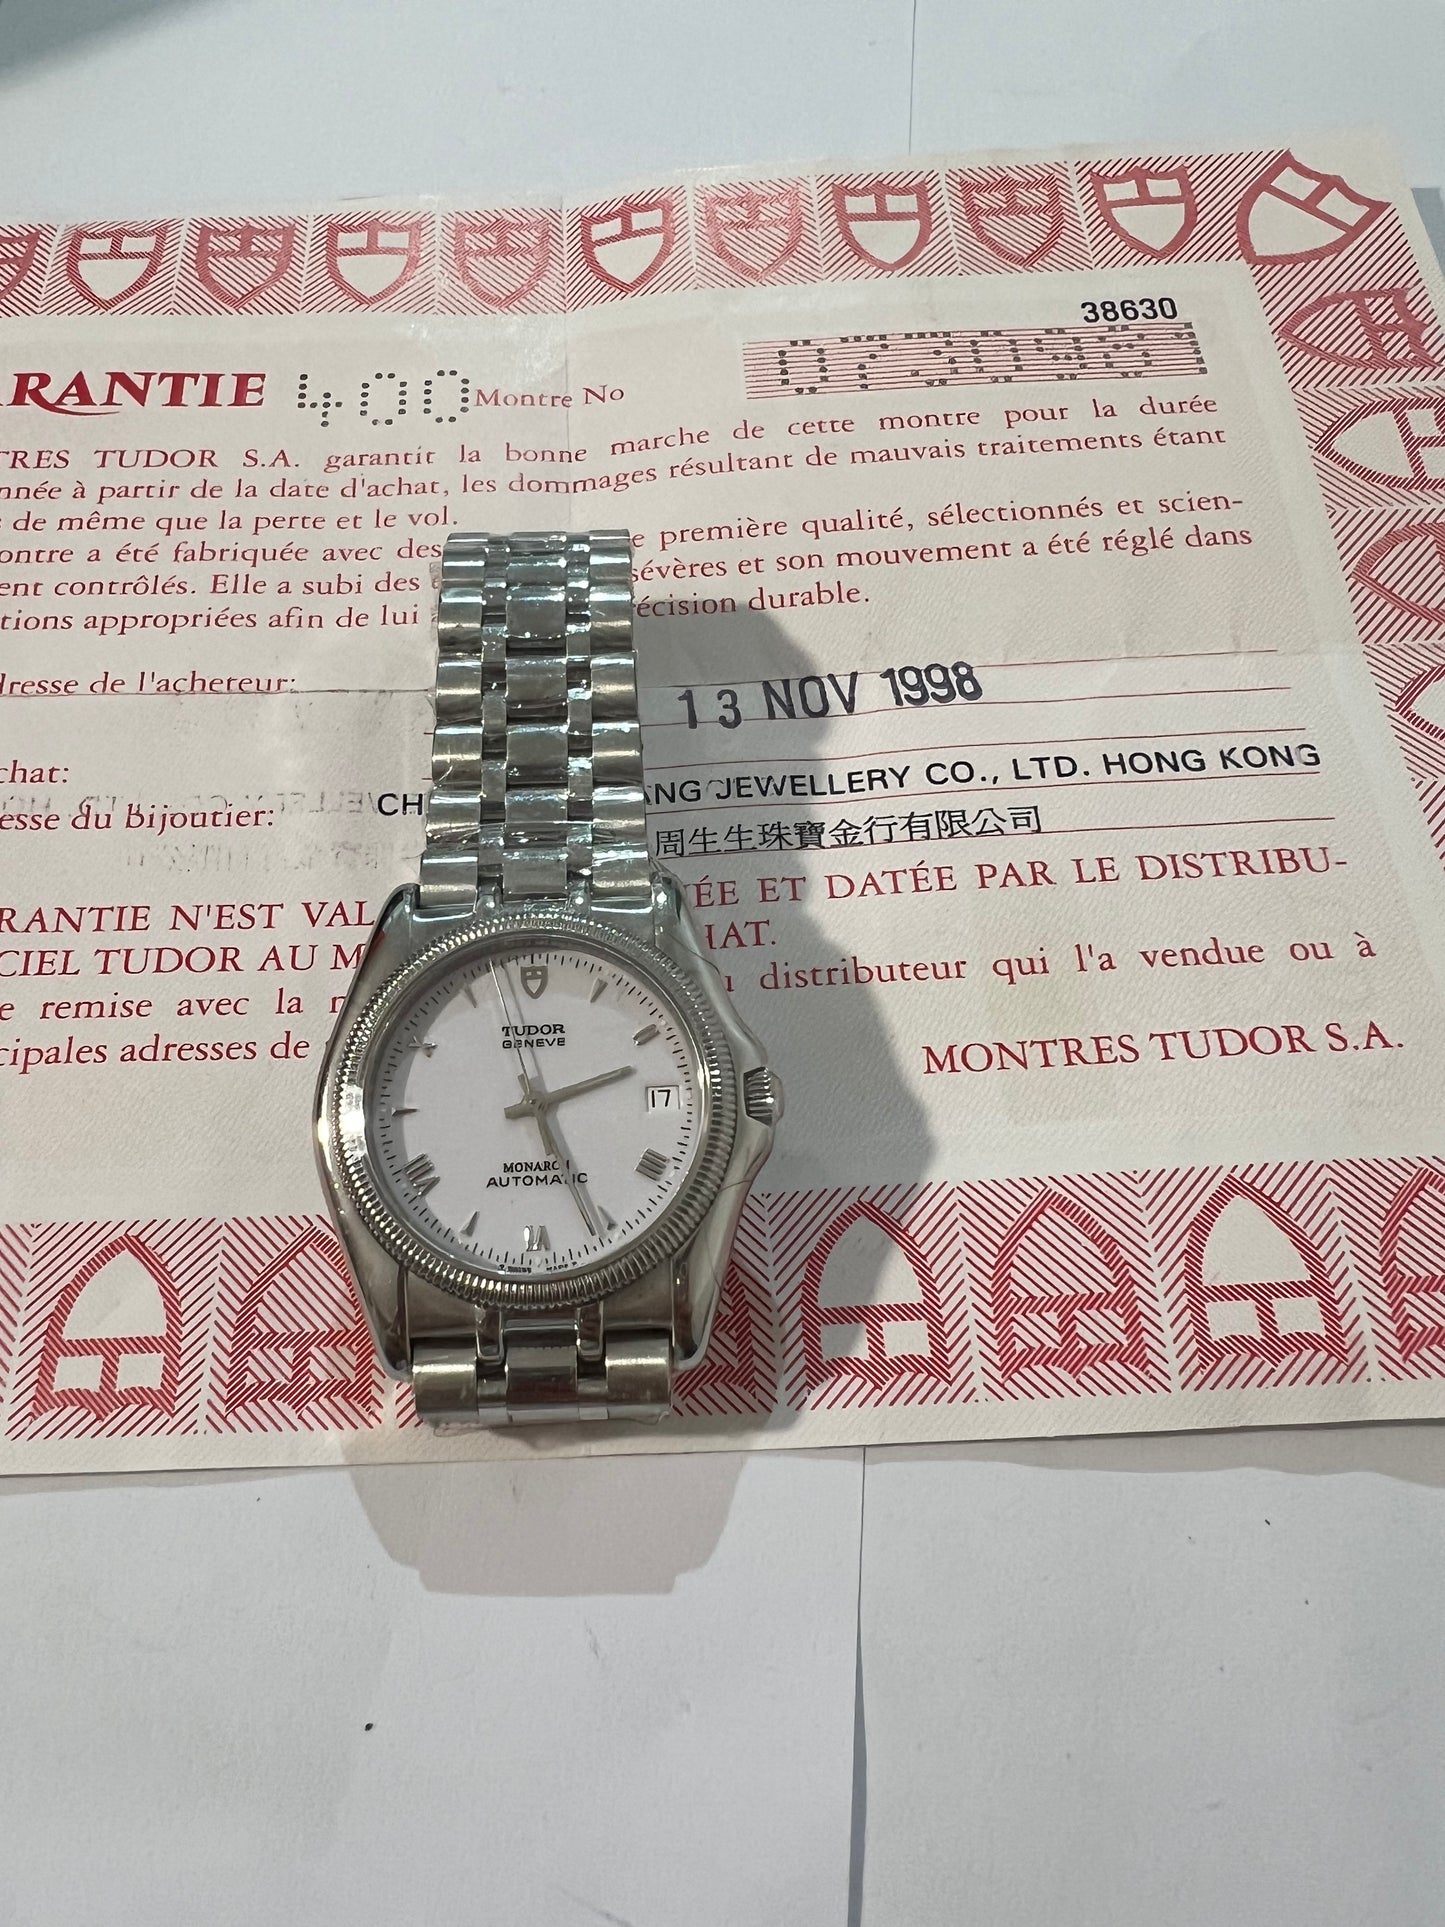 38630
RANTIE 400 Montre No
TRES TUDOR S.A. garantit la bonne marche de cette montre pour la durée
nnée à partir de la date d'achat, les dommages résultant de mauvais traitements étant
de même que la perte et le vol.
ontre a été fabriquée avec des e première qualité, sélectionnés et scien-
ent contrôlés. Elle a subi des sévères et son mouvement a été réglé dans
tions appropriées afin de lui récision durable.
dresse de l'acheteur:
13 NOV 1998
chat:
esse du bijoutier: CH ANG JEWELLERY CO., LTD. HONG KONG
周生生珠寶金行有限公司
RANTIE N'EST VAL ÉE ET DATÉE PAR LE DISTRIBU-
CIEL TUDOR AU M HAT.
e remise avec la distributeur qui l'a vendue ou à
cipales adresses de
MONTRES TUDOR S.A.
TUDOR
GENEVE
17
MONARCH
AUTOMATIC